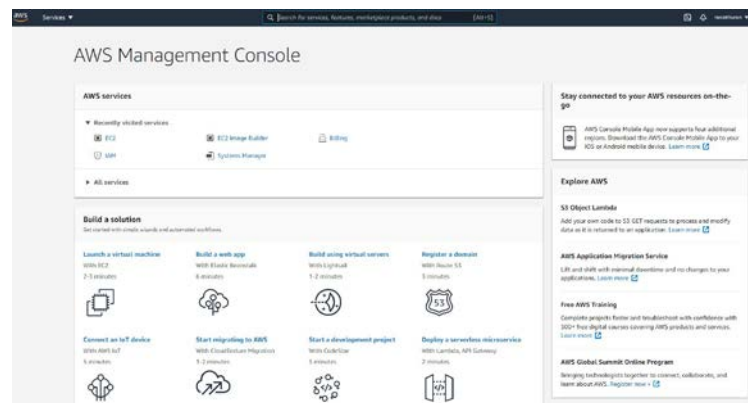 aws Services ▼ Search for services, features, marketplace products, and docs [Alt+S]
AWS Management Console
AWS services
▼ Recently visited services
EC2 EC2 Image Builder Billing
IAM Systems Manager
▶ All services
Build a solution
Get started with simple wizards and automated workflows.
Launch a virtual machine
With EC2
2-3 minutes
Build a web app
With Elastic Beanstalk
6 minutes
Build using virtual servers
With Lightsail
1-2 minutes
Register a domain
With Route 53
3 minutes
53
Connect an IoT device
With AWS IoT
5 minutes
Start migrating to AWS
With CloudEndure Migration
1-2 minutes
Start a development project
With CodeStar
5 minutes
Deploy a serverless microservice
With Lambda, API Gateway
2 minutes
Stay connected to your AWS resources on-the-
go
AWS Console Mobile App now supports four additional
regions. Download the AWS Console Mobile App to your
iOS or Android mobile device. Learn more
Explore AWS
S3 Object Lambda
Add your own code to S3 GET requests to process and modify
data as it is returned to an application. Learn more
AWS Application Migration Service
Lift and shift with minimal downtime and no changes to your
applications. Learn more
Free AWS Training
Complete projects faster and troubleshoot with confidence with
500+ free digital courses covering AWS products and services.
Learn more
AWS Global Summit Online Program
Bringing technologists together to connect, collaborate, and
learn about AWS. Register now »